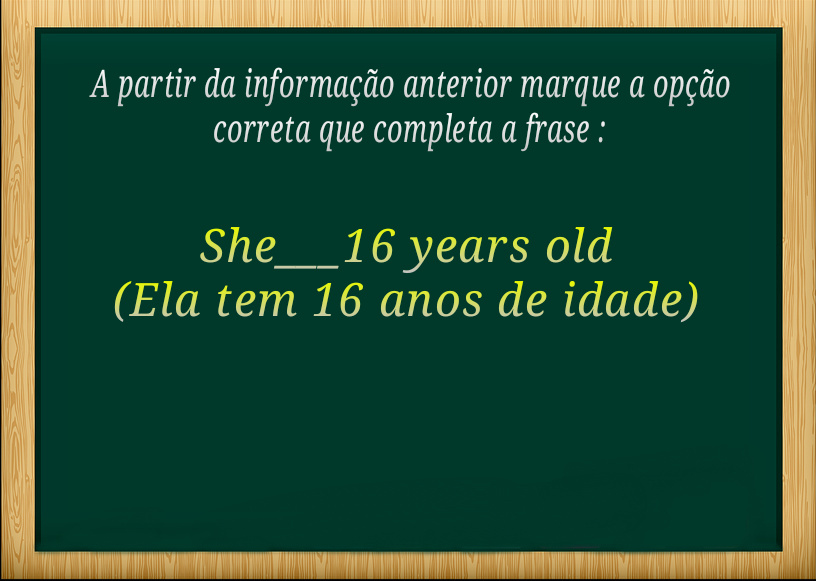 A partir da informação anterior marque a opção
correta que completa a frase :
She___16 years old
(Ela tem 16 anos de idade)